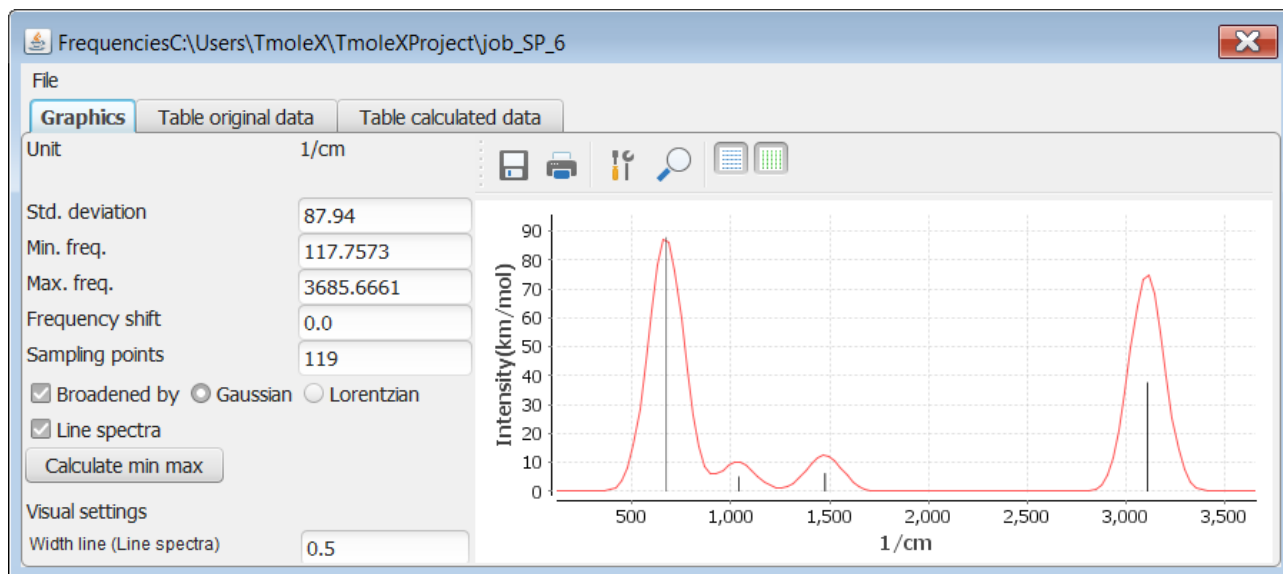 FrequenciesC:\Users\TmoleX\TmoleXProject\job_SP_6
File
Graphics Table original data Table calculated data
Unit 1/cm
Std. deviation 87.94
Min. freq. 117.7573
Max. freq. 3685.6661
Frequency shift 0.0
Sampling points 119
Broadened by Gaussian Lorentzian
Line spectra
Calculate min max
Visual settings
Width line (Line spectra) 0.5
Intensity(km/mol)
90
80
70
60
50
40
30
20
10
0
500 1,000 1,500 2,000 2,500 3,000 3,500
1/cm